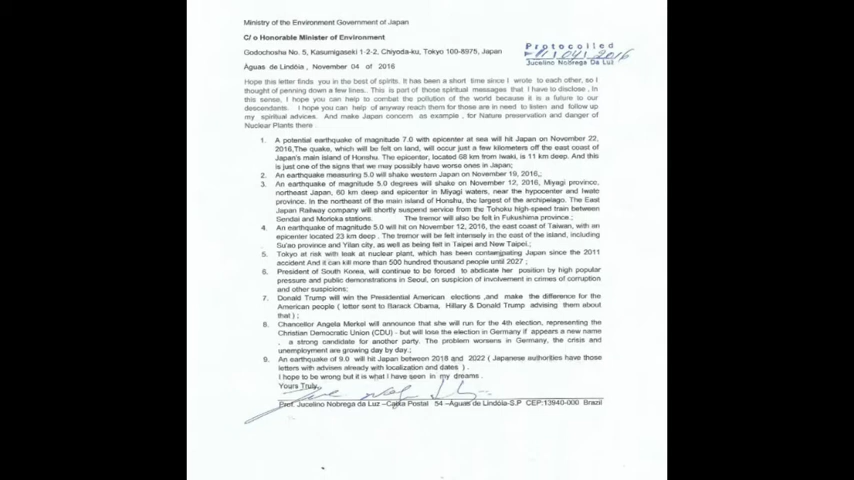 Ministry of the Environment Government of Japan
C/ o Honorable Minister of Environment
Godochosha No. 5, Kasumigaseki 1-2-2, Chiyoda-ku, Tokyo 100-8975, Japan
Protocolled
11 04 2016
Jucelino Nobrega Da Luz
Águas de Lindóia, November 04 of 2016
Hope this letter finds you in the best of spirits. It has been a short time since I wrote to each other, so I
thought of penning down a few lines. This is part of those spiritual messages that I have to disclose , In
this sense, I hope you can help to combat the pollution of the world because it is a future to our
descendants. I hope you can help of anyway reach them for those are in need to listen and follow up
my spiritual advices. And make Japan concern as example , for Nature preservation and danger of
Nuclear Plants there .
1. A potential earthquake of magnitude 7.0 with epicenter at sea will hit Japan on November 22,
2016,The quake, which will be felt on land, will occur just a few kilometers off the east coast of
Japan's main island of Honshu. The epicenter, located 68 km from Iwaki, is 11 km deep. And this
is just one of the signs that we may possibly have worse ones in Japan;
2. An earthquake measuring 5.0 will shake western Japan on November 19, 2016,;
3. An earthquake of magnitude 5.0 degrees will shake on November 12, 2016, Miyagi province,
northeast Japan, 60 km deep and epicenter in Miyagi waters, near the hypocenter and Iwate
province. In the northeast of the main island of Honshu, the largest of the archipelago. The East
Japan Railway company will shortly suspend service from the Tohoku high-speed train between
Sendai and Morioka stations. The tremor will also be felt in Fukushima province.;
4. An earthquake of magnitude 5.0 will hit on November 12, 2016, the east coast of Taiwan, with an
epicenter located 23 km deep . The tremor will be felt intensely in the east of the island, including
Su'ao province and Yilan city, as well as being felt in Taipei and New Taipei.;
5. Tokyo at risk with leak at nuclear plant, which has been contaminating Japan since the 2011
accident And it can kill more than 500 hundred thousand people until 2027 ;
6. President of South Korea, will continue to be forced to abdicate her position by high popular
pressure and public demonstrations in Seoul, on suspicion of involvement in crimes of corruption
and other suspicions;
7. Donald Trump will win the Presidential American elections ,and make the difference for the
American people ( letter sent to Barack Obama, Hillary & Donald Trump advising them about
that ) ;
8. Chancellor Angela Merkel will announce that she will run for the 4th election, representing the
Christian Democratic Union (CDU) - but will lose the election in Germany if appears a new name
, a strong candidate for another party. The problem worsens in Germany, the crisis and
unemployment are growing day by day.;
9. An earthquake of 9.0 will hit Japan between 2018 and 2022 ( Japanese authorities have those
letters with advises already with localization and dates ) .
I hope to be wrong but it is what I have seen in my dreams .
Yours Truly,
Prof. Jucelino Nobrega da Luz –Caixa Postal 54 –Águas de Lindóia-S.P CEP:13940-000 Brazil